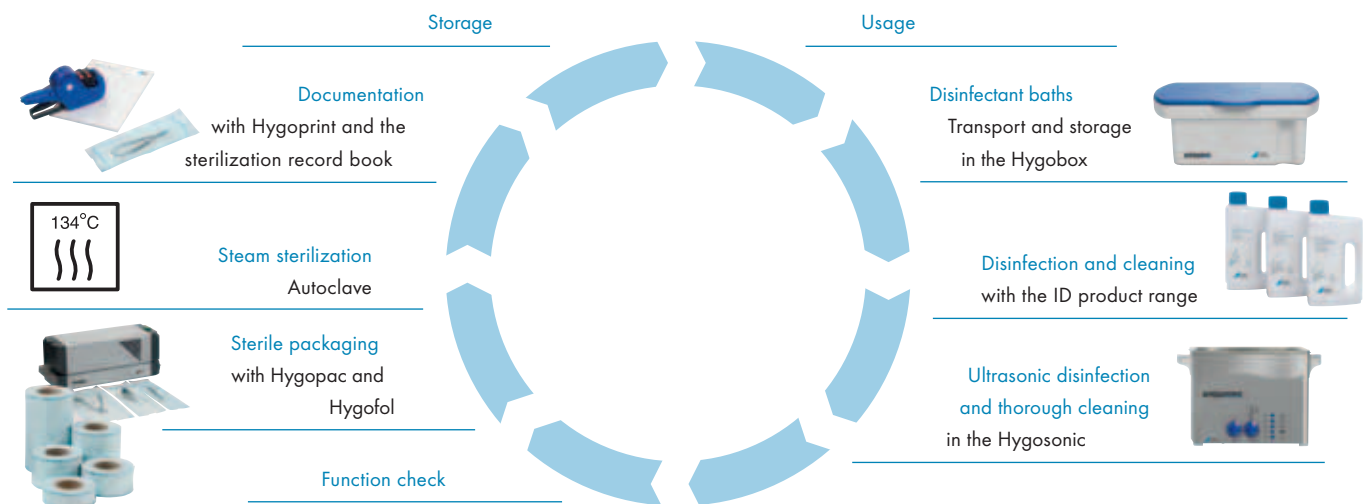 Storage
Usage
Documentation
with Hygoprint and the
sterilization record book
Disinfectant baths
Transport and storage
in the Hygobox
134°C
Steam sterilization
Autoclave
Disinfection and cleaning
with the ID product range
Sterile packaging
with Hygopac and
Hygofol
Ultrasonic disinfection
and thorough cleaning
in the Hygosonic
Function check